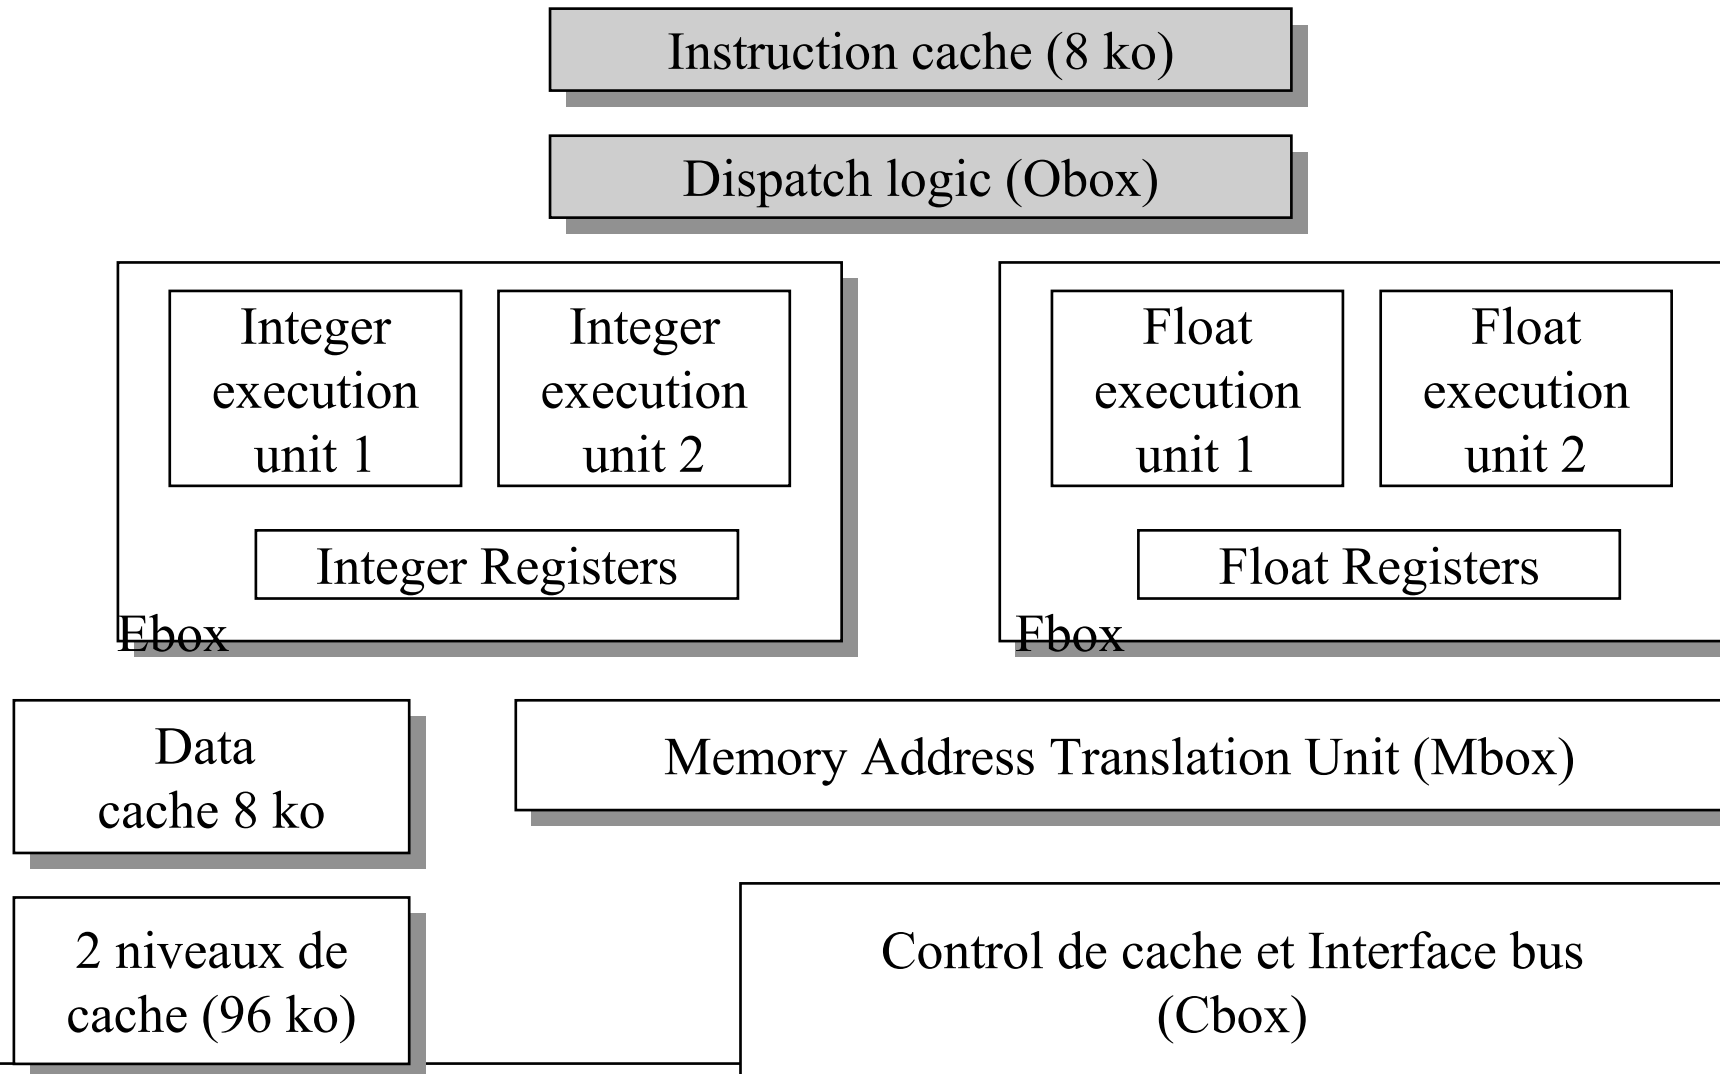 Instruction cache (8 ko)
Dispatch logic (Obox)
Integer
execution
unit 1
Integer
execution
unit 2
Integer Registers
Ebox
Float
execution
unit 1
Float
execution
unit 2
Float Registers
Fbox
Data
cache 8 ko
Memory Address Translation Unit (Mbox)
2 niveaux de
cache (96 ko)
Control de cache et Interface bus
(Cbox)